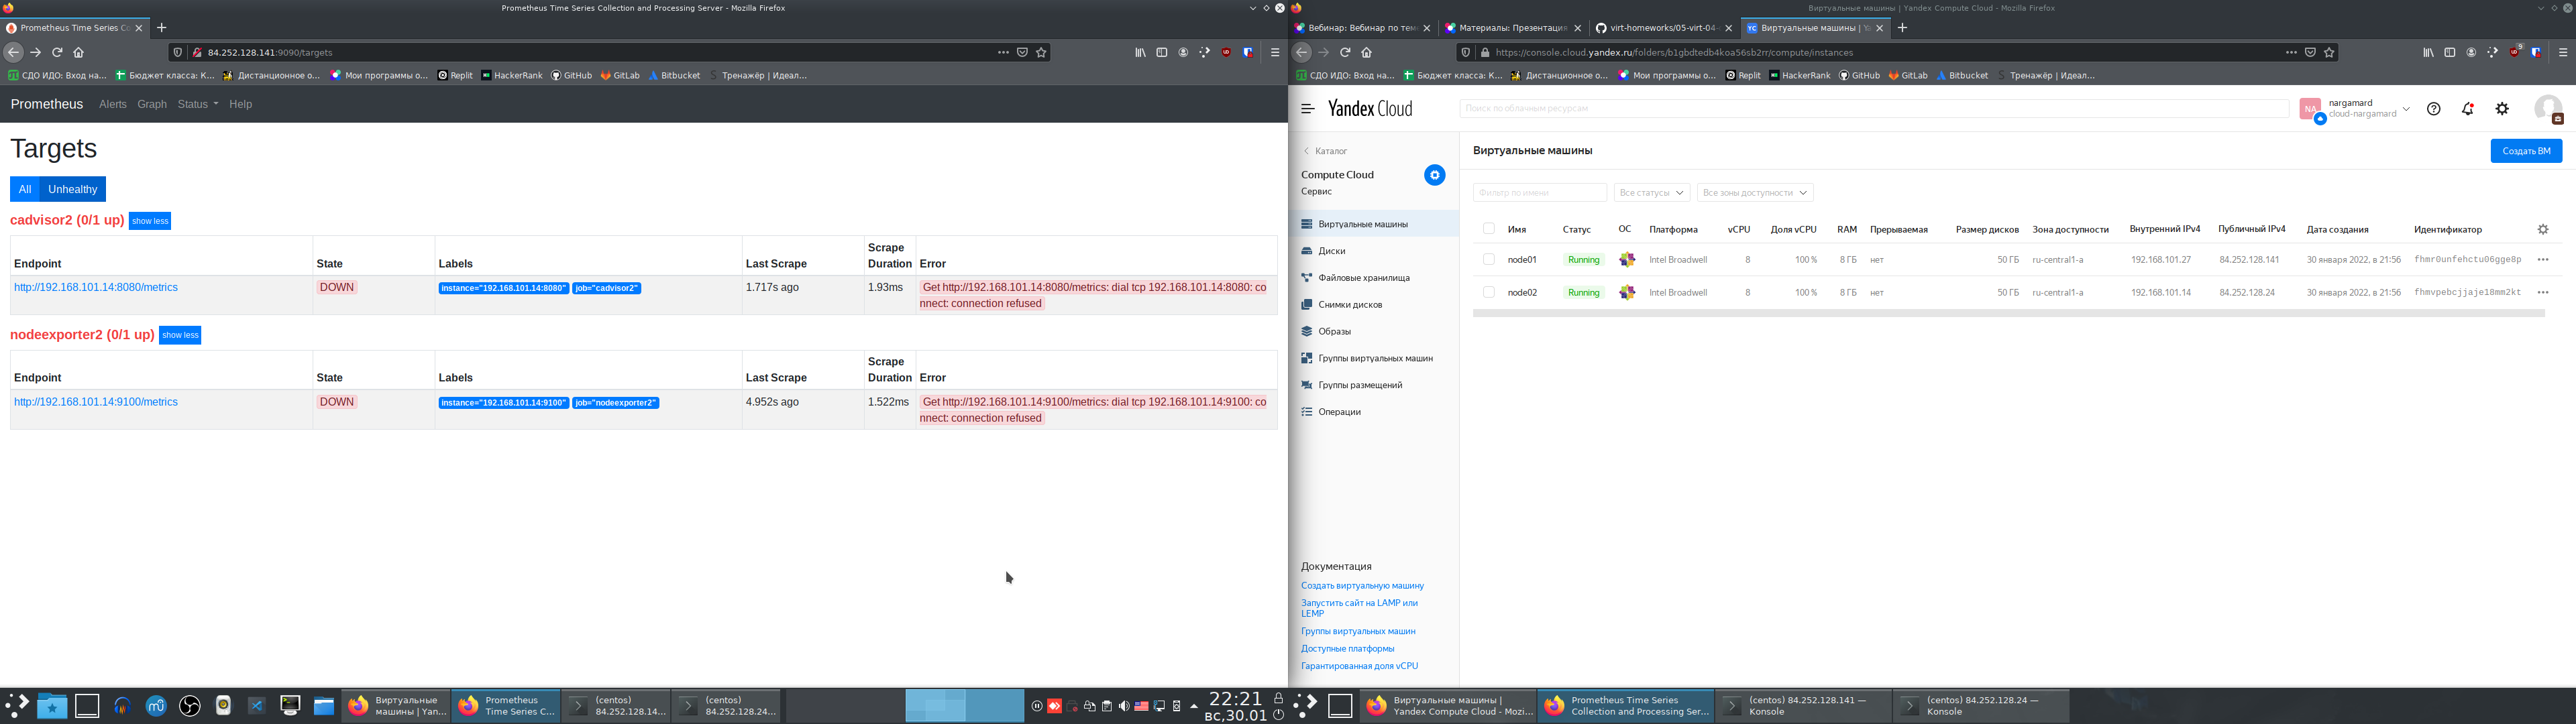 Prometheus Time Series Collection and Processing Server - Mozilla Firefox
Prometheus Time Series Co
84.252.128.141:9090/targets
СДО ИДО: Вход на...
Бюджет класса: К...
Дистанционное о...
Мои программы о...
Replit
HackerRank
GitHub
GitLab
Bitbucket
Тренажёр | Идеал...
Prometheus
Alerts
Graph
Status
Help
Targets
All
Unhealthy
cadvisor2 (0/1 up) show less
Endpoint State Labels Last Scrape Scrape Duration Error
http://192.168.101.14:8080/metrics DOWN instance="192.168.101.14:8080" job="cadvisor2" 1.717s ago 1.93ms Get http://192.168.101.14:8080/metrics: dial tcp 192.168.101.14:8080: co
nnect: connection refused
nodeexporter2 (0/1 up) show less
Endpoint State Labels Last Scrape Scrape Duration Error
http://192.168.101.14:9100/metrics DOWN instance="192.168.101.14:9100" job="nodeexporter2" 4.952s ago 1.522ms Get http://192.168.101.14:9100/metrics: dial tcp 192.168.101.14:9100: co
nnect: connection refused
Виртуальные
машины | Yan...
Prometheus
Time Series C...
(centos)
84.252.128.14...
(centos)
84.252.128.24...
22:21
вс,30.01
Виртуальные машины | Yandex Compute Cloud - Mozilla Firefox
Вебинар: Вебинар по тем
Материалы: Презентация
virt-homeworks/05-virt-04-
Виртуальные машины | Ya
https://console.cloud.yandex.ru/folders/b1gbdtedb4koa56sb2rr/compute/instances
СДО ИДО: Вход на...
Бюджет класса: К...
Дистанционное о...
Мои программы о...
Replit
HackerRank
GitHub
GitLab
Bitbucket
Тренажёр | Идеал...
Yandex Cloud
Поиск по облачным ресурсам
NA
nargamard
cloud-nargamard
Каталог
Compute Cloud
Сервис
Виртуальные машины
Диски
Файловые хранилища
Снимки дисков
Образы
Группы виртуальных машин
Группы размещений
Операции
Документация
Создать виртуальную машину
Запустить сайт на LAMP или
LEMP
Группы виртуальных машин
Доступные платформы
Гарантированная доля vCPU
Виртуальные машины
Создать ВМ
Фильтр по имени
Все статусы
Все зоны доступности
Имя Статус ОС Платформа vCPU Доля vCPU RAM Прерываемая Размер дисков Зона доступности Внутренний IPv4 Публичный IPv4 Дата создания Идентификатор
node01 Running Intel Broadwell 8 100 % 8 ГБ нет 50 ГБ ru-central1-a 192.168.101.27 84.252.128.141 30 января 2022, в 21:56 fhmr0unfehctu06gge8p
node02 Running Intel Broadwell 8 100 % 8 ГБ нет 50 ГБ ru-central1-a 192.168.101.14 84.252.128.24 30 января 2022, в 21:56 fhmvpebcjjaje18mm2kt
Виртуальные машины |
Yandex Compute Cloud - Mozi...
Prometheus Time Series
Collection and Processing Ser...
(centos) 84.252.128.141 —
Konsole
(centos) 84.252.128.24 —
Konsole